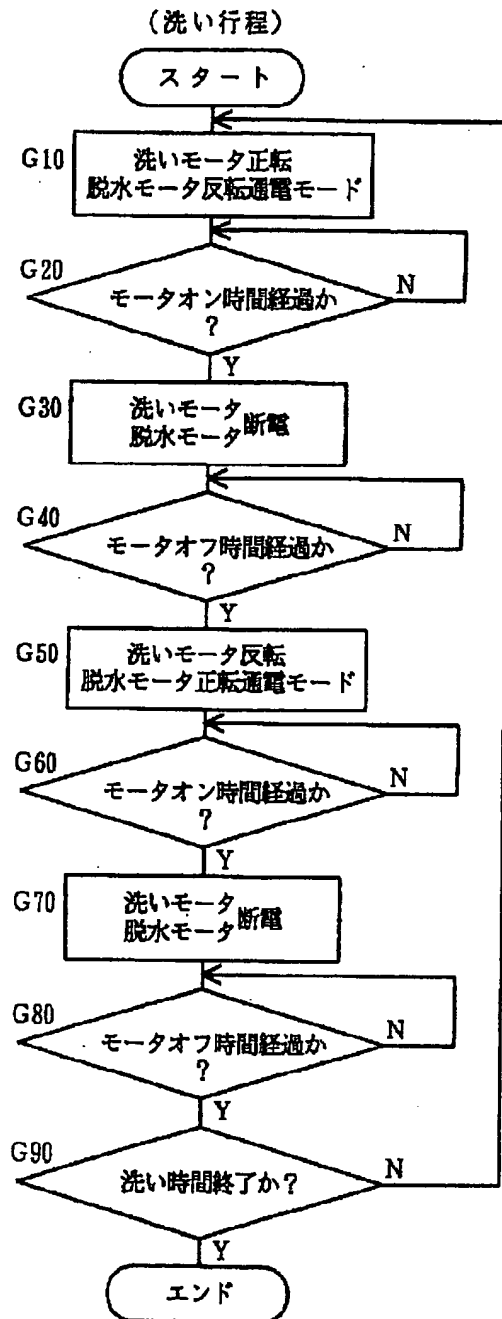 (洗い行程)
スタート
G10
洗いモータ正転
脱水モータ反転通電モード
G20
モータオン時間経過か
?
N
Y
G30
洗いモータ
脱水モータ
断電
G40
モータオフ時間経過か
?
N
Y
G50
洗いモータ反転
脱水モータ正転通電モード
G60
モータオン時間経過か
?
N
Y
G70
洗いモータ
脱水モータ
断電
G80
モータオフ時間経過か
?
N
Y
G90
洗い時間終了か?
N
Y
エンド